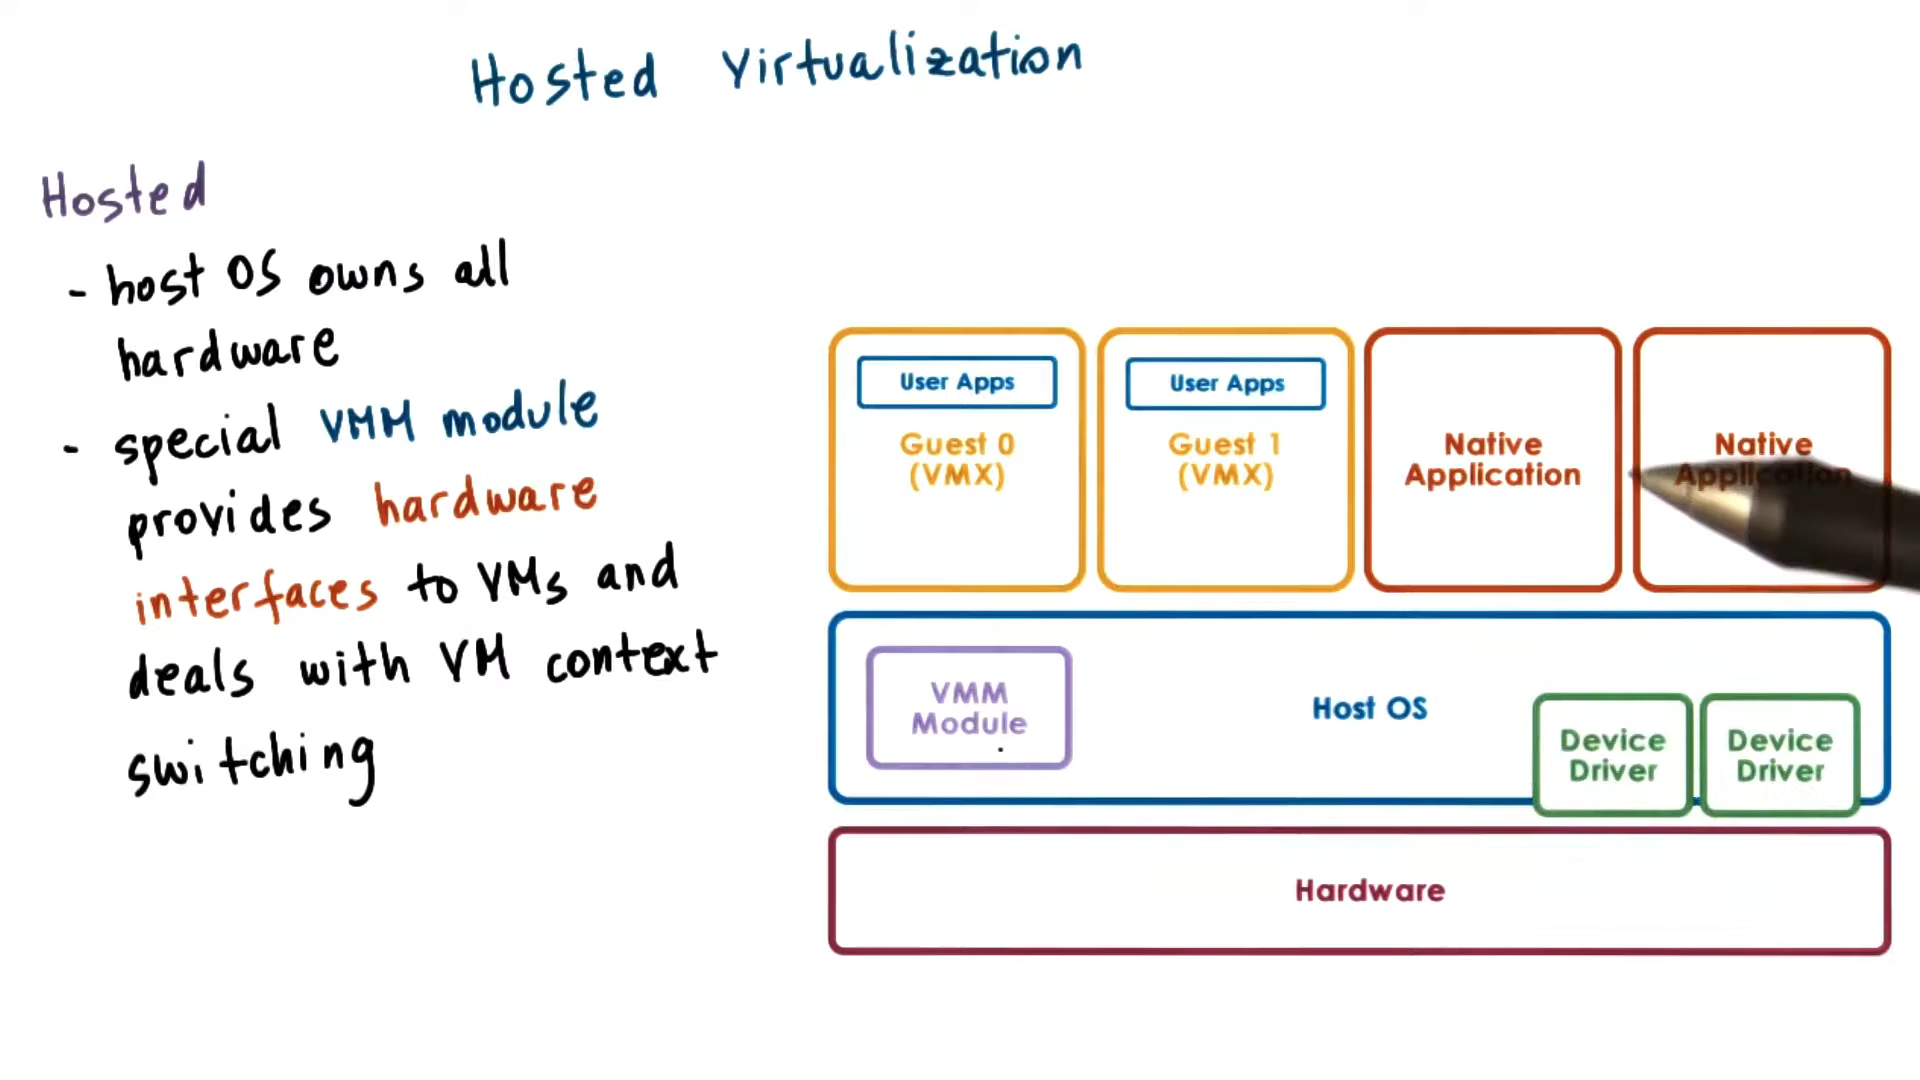 Hosted Virtualization
Hosted
- host OS owns all
hardware
- special VMM module
provides hardware
interfaces to VMs and
deals with VM context
switching
User Apps
Guest 0
(VMX)
User Apps
Guest 1
(VMX)
Native
Application
Native
Application
VMM
Module
Host OS
Device
Driver
Device
Driver
Hardware